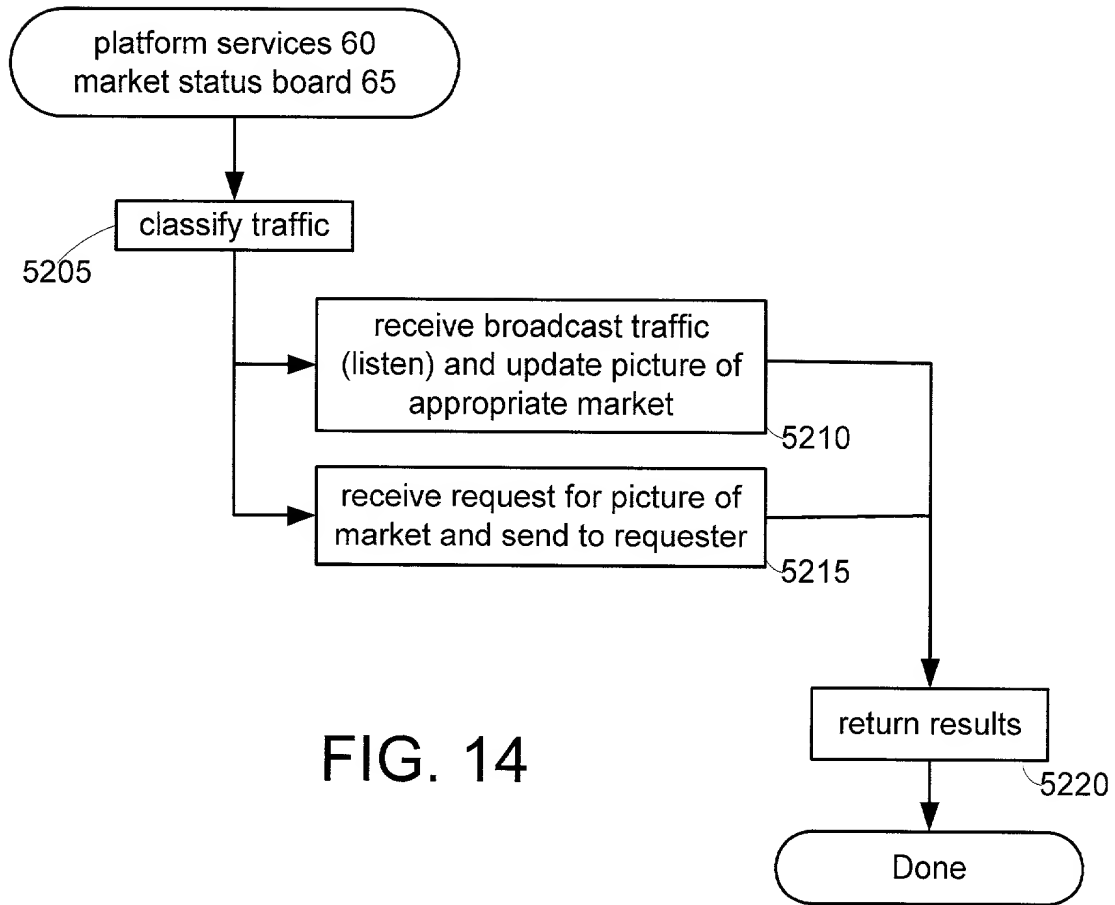 platform services 60
market status board 65
classify traffic
5205
receive broadcast traffic
(listen) and update picture of
appropriate market
5210
receive request for picture of
market and send to requester
5215
return results
5220
FIG. 14
Done